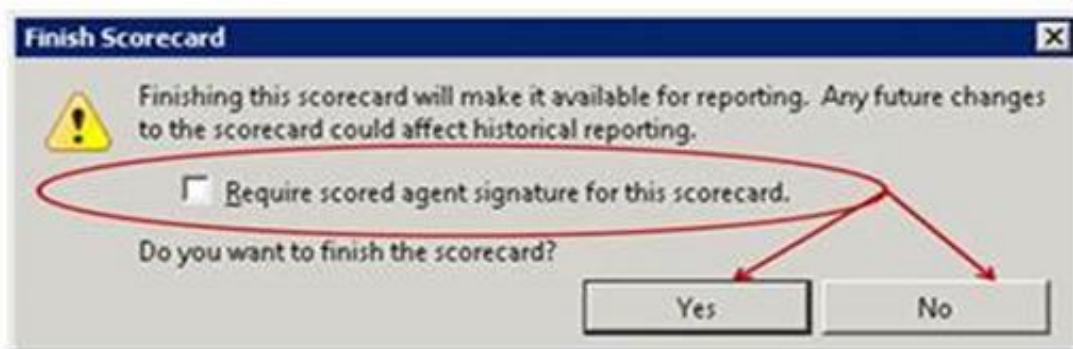 Finish Scorecard
Finishing this scorecard will make it available for reporting. Any future changes
to the scorecard could affect historical reporting.
Require scored agent signature for this scorecard.
Do you want to finish the scorecard?
Yes
No